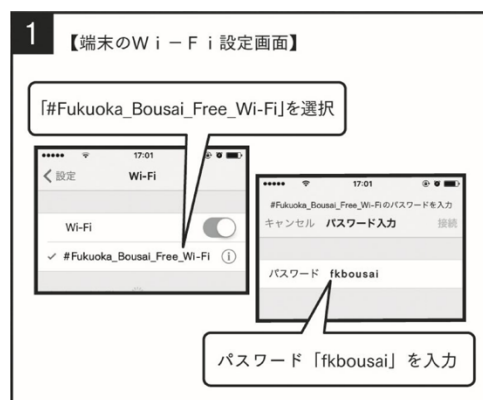 1
【端末のWi－Fi設定画面】
「#Fukuoka_Bousai_Free_Wi-Fi」を選択
17:01
設定
Wi-Fi
Wi-Fi
✓ #Fukuoka_Bousai_Free_Wi-Fi
17:01
#Fukuoka_Bousai_Free_Wi-Fiのパスワードを入力
キャンセル パスワード入力 接続
パスワード fkbousai
パスワード「fkbousai」を入力